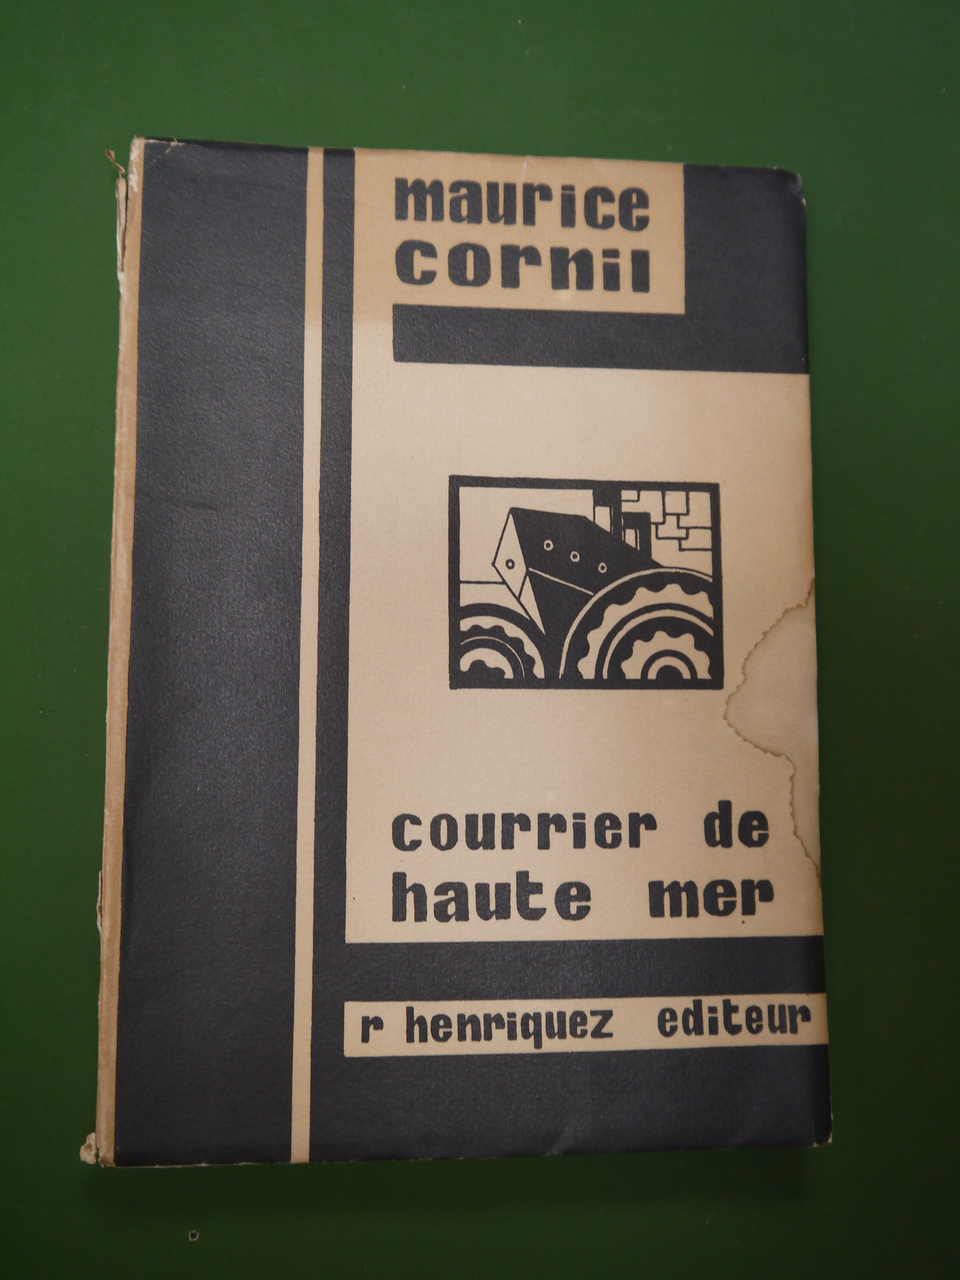 maurice
cornil
courrier de
haute mer
r henriquez editeur